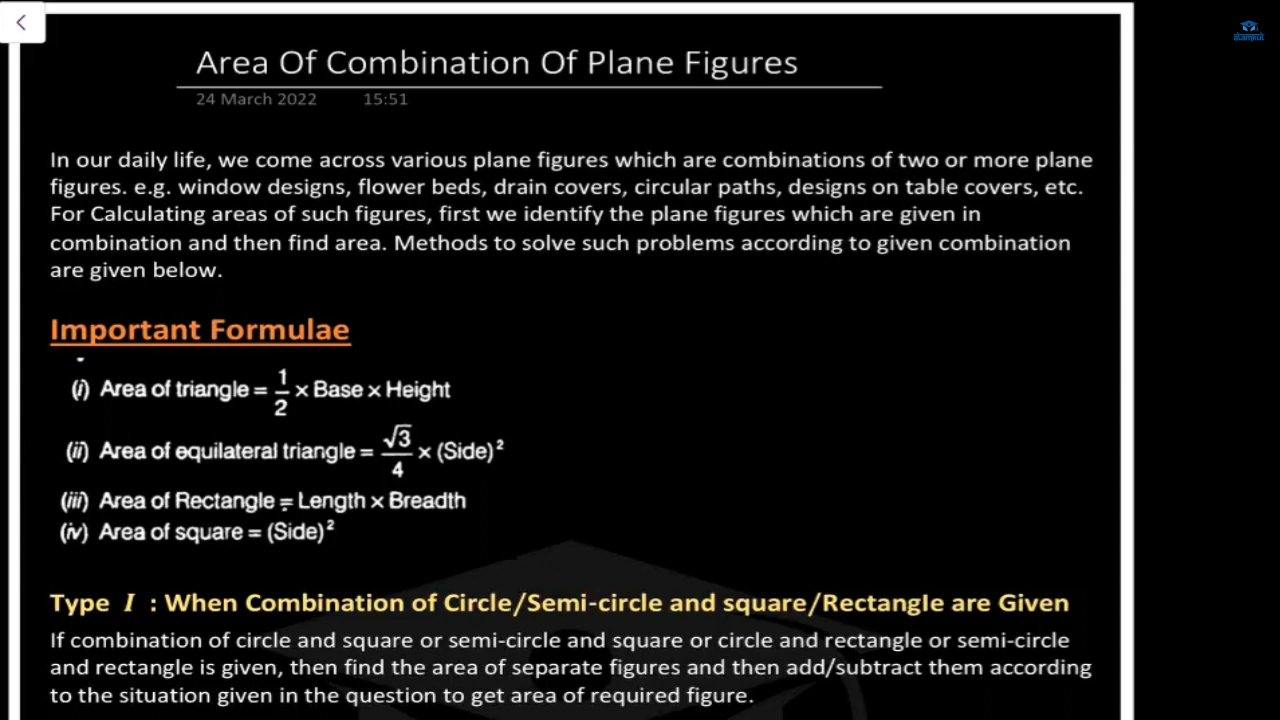 Area Of Combination Of Plane Figures
24 March 2022 15:51
In our daily life, we come across various plane figures which are combinations of two or more plane
figures. e.g. window designs, flower beds, drain covers, circular paths, designs on table covers, etc.
For Calculating areas of such figures, first we identify the plane figures which are given in
combination and then find area. Methods to solve such problems according to given combination
are given below.
Important Formulae
(i) Area of triangle = 1/2 × Base × Height
(ii) Area of equilateral triangle = √3/4 × (Side)²
(iii) Area of Rectangle = Length × Breadth
(iv) Area of square = (Side)²
Type I : When Combination of Circle/Semi-circle and square/Rectangle are Given
If combination of circle and square or semi-circle and square or circle and rectangle or semi-circle
and rectangle is given, then find the area of separate figures and then add/subtract them according
to the situation given in the question to get area of required figure.